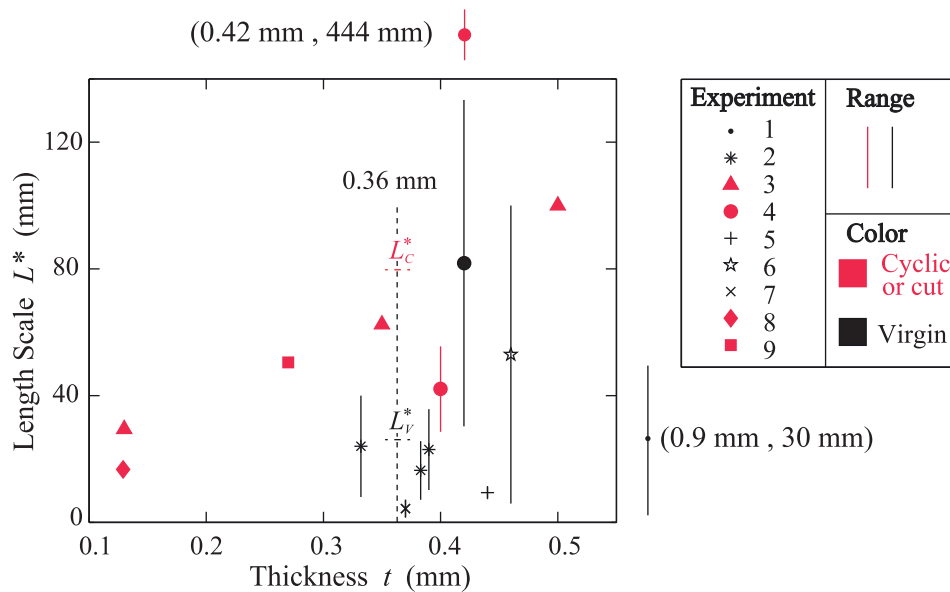 (0.42 mm , 444 mm)
Length Scale L* (mm)
120
80
40
0
0.36 mm
L*C
L*V
0.1
0.2
0.3
0.4
0.5
Thickness t (mm)
(0.9 mm , 30 mm)
Experiment
1
2
3
4
5
6
7
8
9
Range
Color
Cyclic
or cut
Virgin